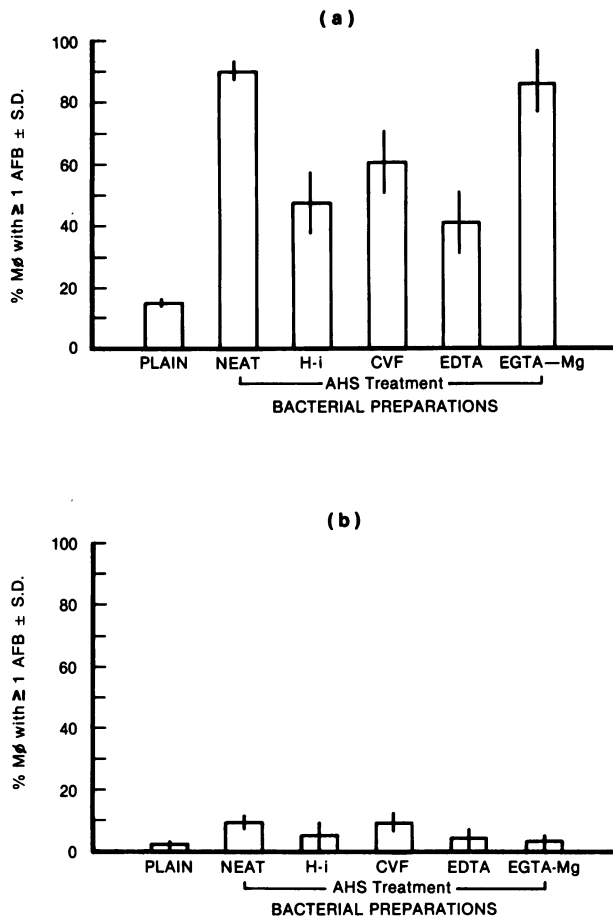 (a)
% Mø with ≥ 1 AFB ± S.D.
100
80
60
40
20
0
PLAIN NEAT H-i CVF EDTA EGTA—Mg
AHS Treatment
BACTERIAL PREPARATIONS
(b)
% Mø with ≥ 1 AFB ± S.D.
100
80
60
40
20
0
PLAIN NEAT H-i CVF EDTA EGTA-Mg
AHS Treatment
BACTERIAL PREPARATIONS